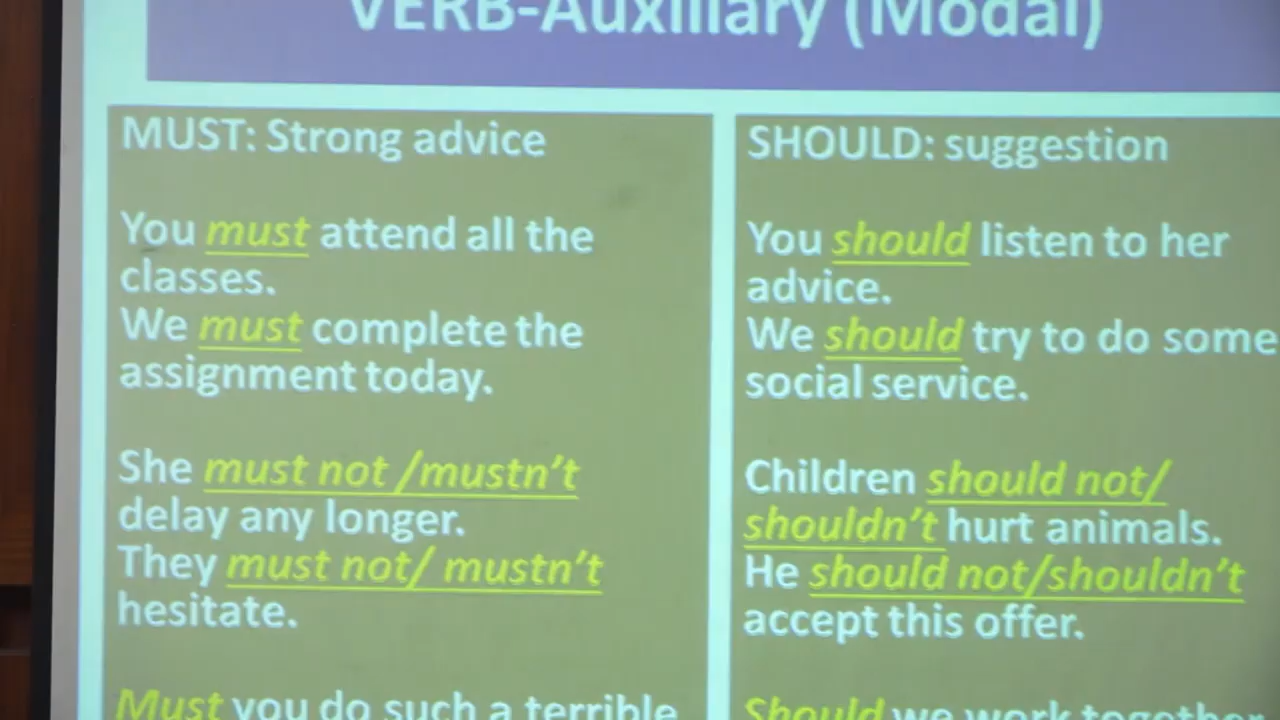 VERB-Auxiliary (Modal)
MUST: Strong advice
You must attend all the
classes.
We must complete the
assignment today.
She must not /mustn't
delay any longer.
They must not/ mustn't
hesitate.
Must you do such a terrible
SHOULD: suggestion
You should listen to her
advice.
We should try to do some
social service.
Children should not/
shouldn't hurt animals.
He should not/shouldn't
accept this offer.
Should we work together